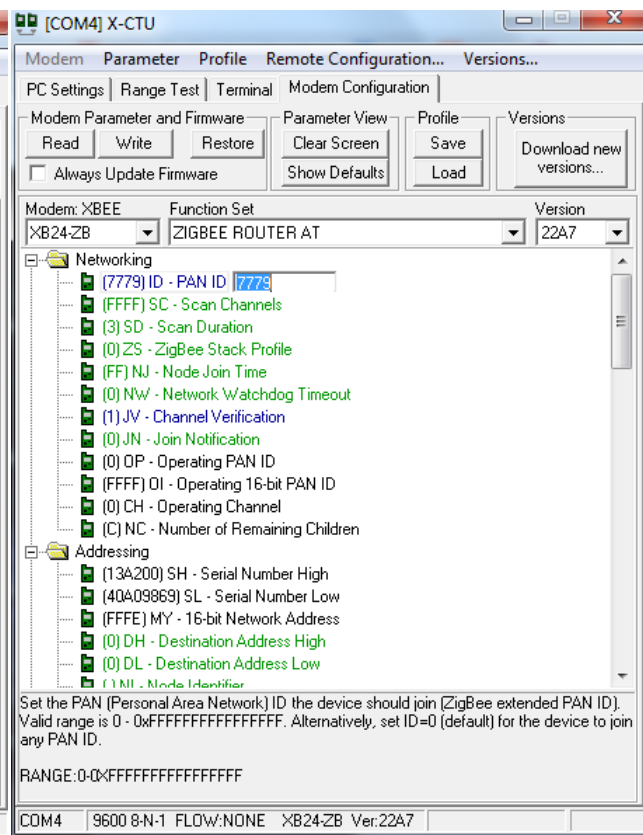 [COM4] X-CTU
Modem Parameter Profile Remote Configuration... Versions...
PC Settings Range Test Terminal Modem Configuration
Modem Parameter and Firmware Parameter View Profile Versions
Read Write Restore Clear Screen Save Download new
versions...
Always Update Firmware Show Defaults Load
Modem: XBEE Function Set Version
XB24-ZB ZIGBEE ROUTER AT 22A7
Networking
(7779) ID - PAN ID 7779
(FFFF) SC - Scan Channels
(3) SD - Scan Duration
(0) ZS - ZigBee Stack Profile
(FF) NJ - Node Join Time
(0) NW - Network Watchdog Timeout
(1) JV - Channel Verification
(0) JN - Join Notification
(0) OP - Operating PAN ID
(FFFF) OI - Operating 16-bit PAN ID
(0) CH - Operating Channel
(C) NC - Number of Remaining Children
Addressing
(13A200) SH - Serial Number High
(40A09869) SL - Serial Number Low
(FFFE) MY - 16-bit Network Address
(0) DH - Destination Address High
(0) DL - Destination Address Low
( ) NI - Node Identifier
Set the PAN (Personal Area Network) ID the device should join (ZigBee extended PAN ID).
Valid range is 0 - 0xFFFFFFFFFFFFFFFF. Alternatively, set ID=0 (default) for the device to join
any PAN ID.
RANGE:0-0XFFFFFFFFFFFFFFFF
COM4 9600 8-N-1 FLOW:NONE XB24-ZB Ver:22A7